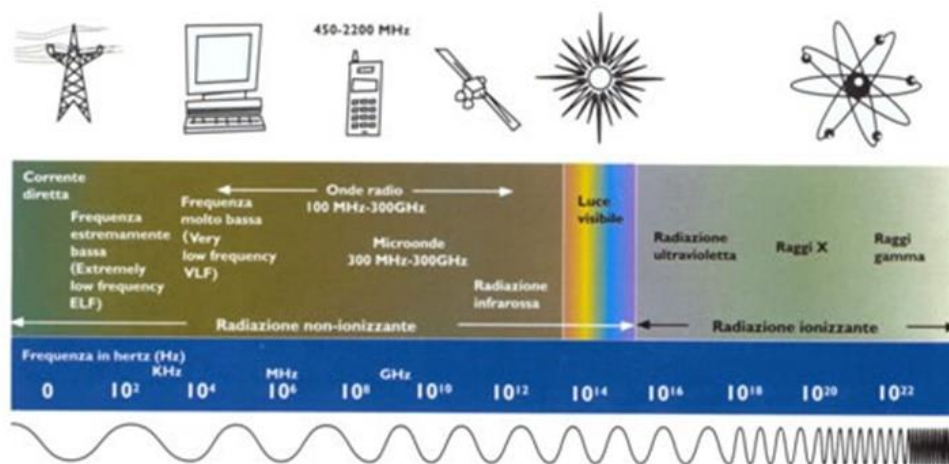 450-2200 MHz
Corrente
diretta
Frequenza
estremamente
bassa
(Extremely
low frequency
ELF)
Frequenza
molto bassa
(Very
low frequency
VLF)
Onde radio
100 MHz-300GHz
Microonde
300 MHz-300GHz
Radiazione
infrarossa
Luce
visibile
Radiazione
ultravioletta
Raggi X
Raggi
gamma
Radiazione non-ionizzante
Radiazione ionizzante
Frequenza in hertz (Hz)
KHz MHz GHz
0 10² 10⁴ 10⁶ 10⁸ 10¹⁰ 10¹² 10¹⁴ 10¹⁶ 10¹⁸ 10²⁰ 10²²